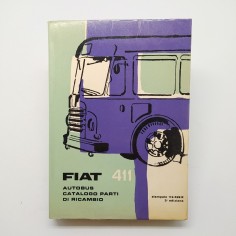 FIAT 411
AUTOBUS
CATALOGO PARTI
DI RICAMBIO